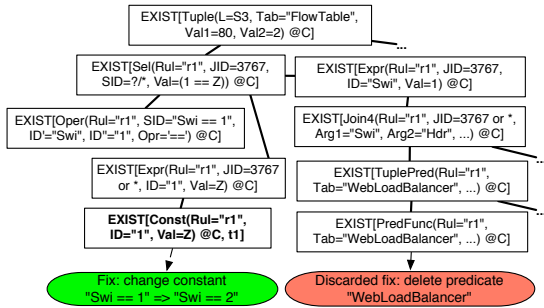 EXIST[Tuple(L=S3, Tab="FlowTable",
Val1=80, Val2=2) @C]
...
EXIST[Sel(Rul="r1", JID=3767,
SID=?/*, Val=(1 == Z)) @C]
EXIST[Expr(Rul="r1", JID=3767,
ID="Swi", Val=1) @C]
EXIST[Oper(Rul="r1", SID="Swi == 1",
ID'="Swi", ID''="1", Opr='==') @C]
EXIST[Join4(Rul="r1", JID=3767 or *,
Arg1="Swi", Arg2="Hdr", ...) @C]
...
EXIST[Expr(Rul="r1", JID=3767
or *, ID="1", Val=Z) @C]
EXIST[TuplePred(Rul="r1",
Tab="WebLoadBalancer", ...) @C]
...
EXIST[Const(Rul="r1",
ID="1", Val=Z) @C, t1]
EXIST[PredFunc(Rul="r1",
Tab="WebLoadBalancer", ...) @C]
Fix: change constant
"Swi == 1" => "Swi == 2"
Discarded fix: delete predicate
"WebLoadBalancer"